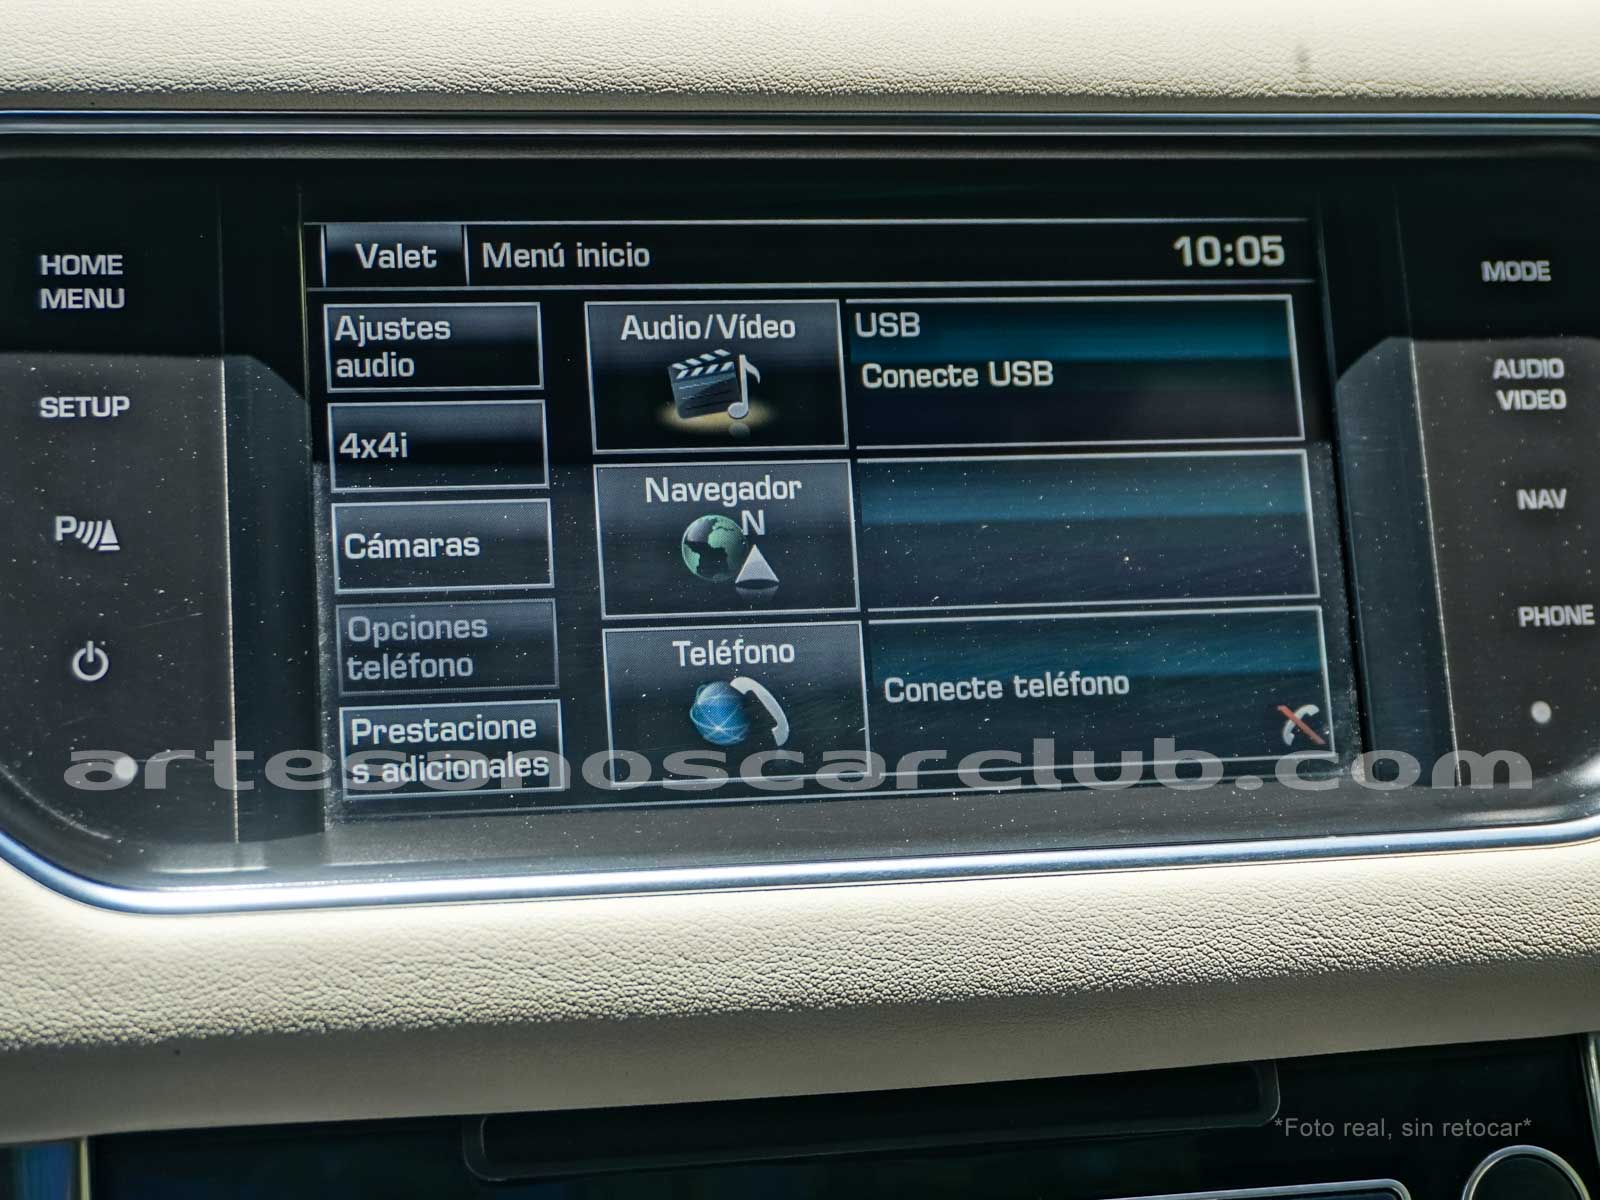 HOME
MENU
SETUP
P
Valet
Menú inicio
10:05
Ajustes
audio
4x4i
Cámaras
Opciones
teléfono
Prestacione
s adicionales
Audio/Vídeo
USB
Conecte USB
Navegador
N
Teléfono
Conecte teléfono
MODE
AUDIO
VIDEO
NAV
PHONE
artesanoscarclub.com
*Foto real, sin retocar*